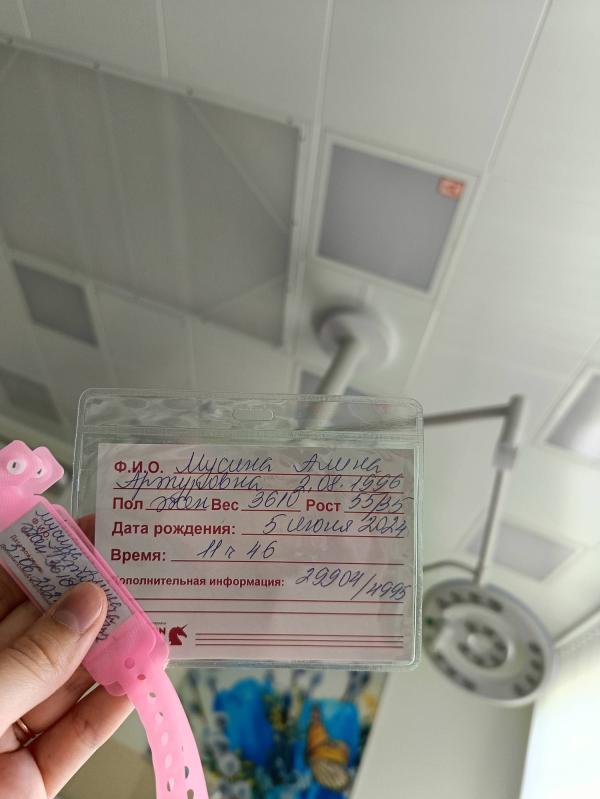 Ф.И.О. Мусина Алена
Артуровна 2.08.1996
Пол Жен Вес 3610 Рост 55/35
Дата рождения: 5 июня 2024
Время: 11 ч 46
Дополнительная информация: 29904/4995